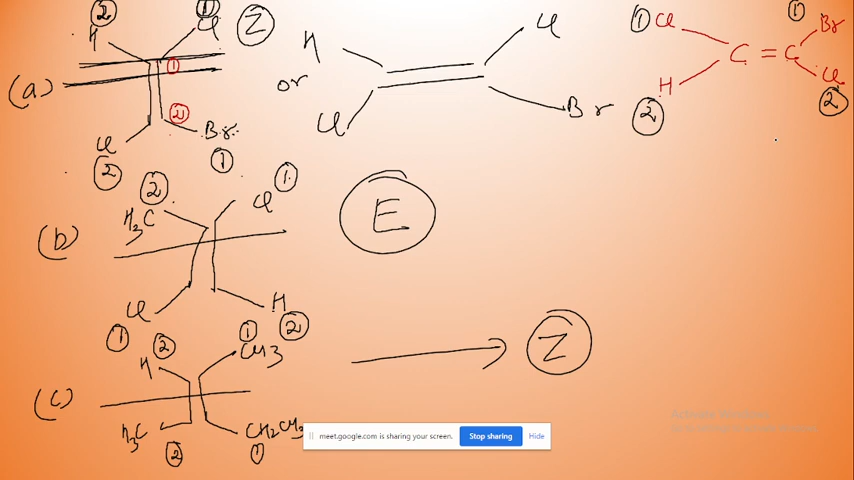 ② ①
H Cl Z
(a) ① ②
Cl Br
② ①
or
H Cl
Cl Br
① Cl ① Br
C = C
H Cl
② ②
(b)
② H3C Cl ①
Cl H
① ②
E
(c)
② H ① CH3
H3C CH2CH3
② ①
Z
meet.google.com is sharing your screen. Stop sharing Hide